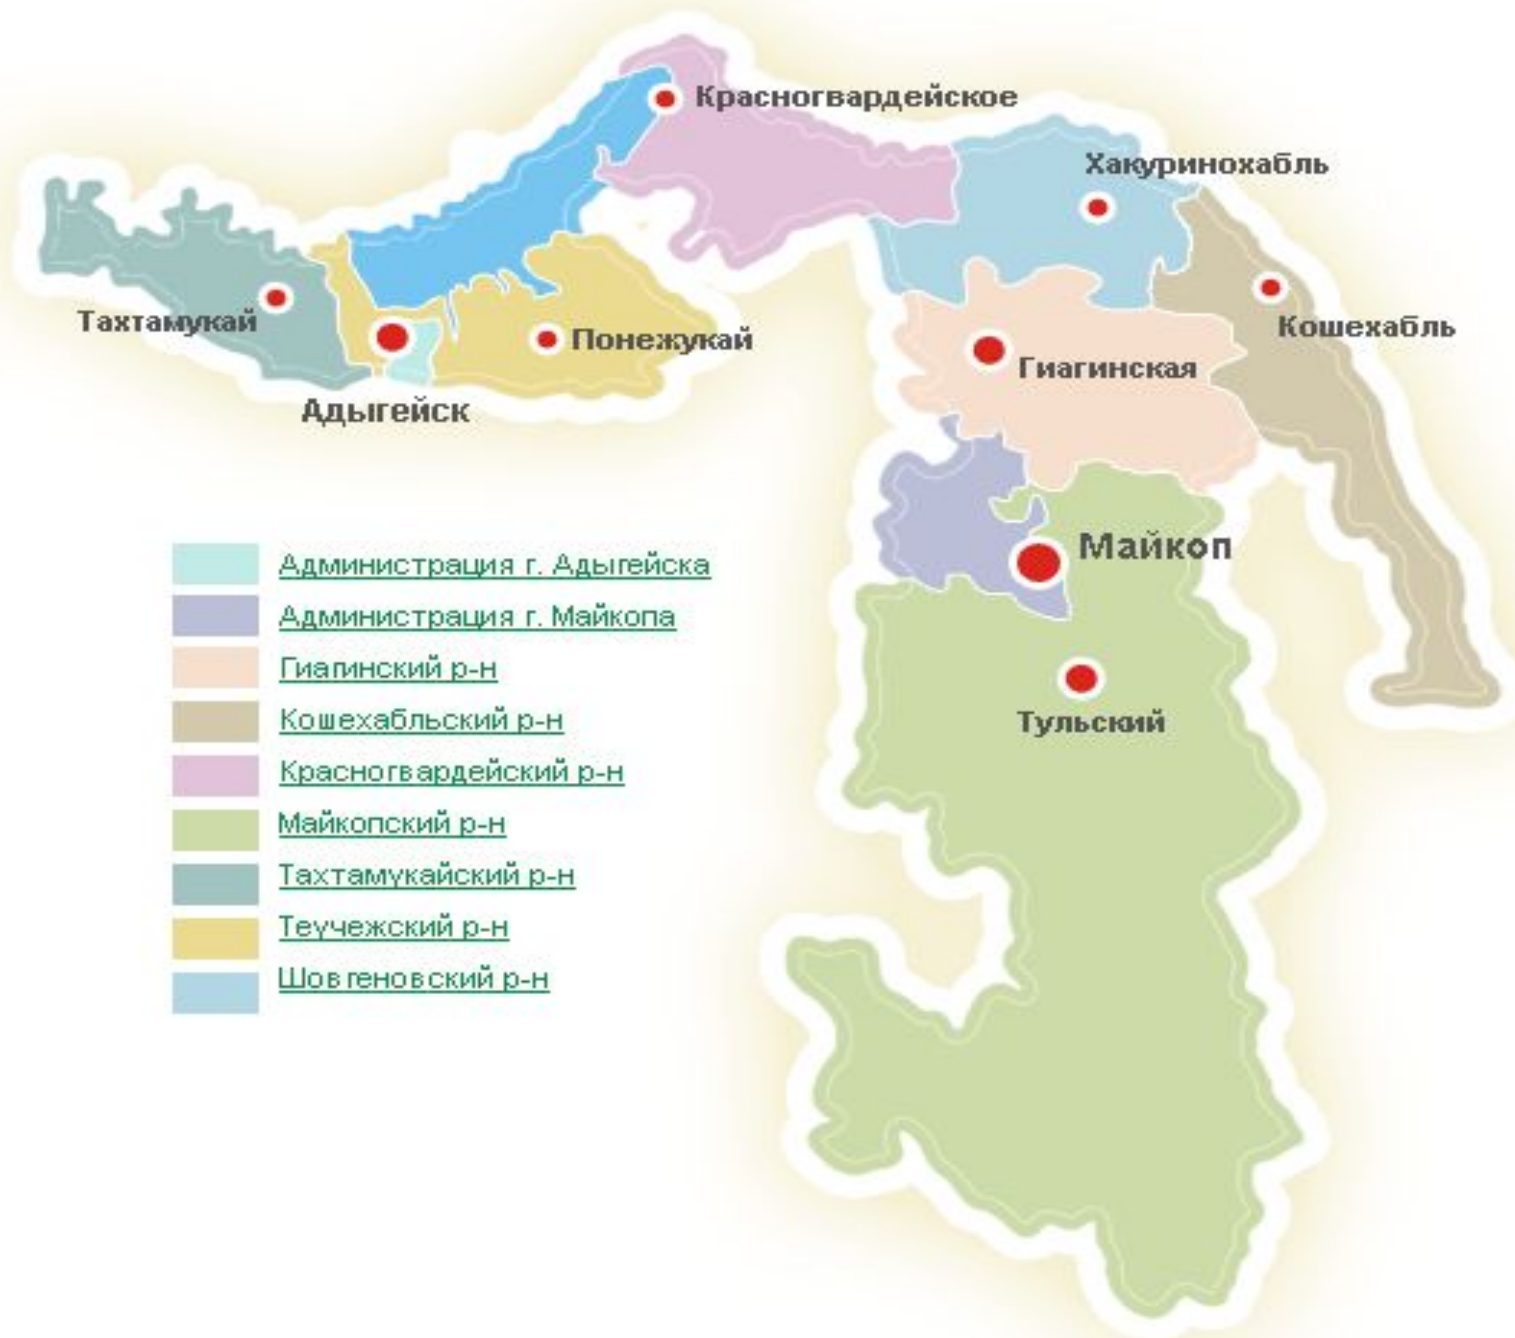 Красногвардейское
Хакуринохабль
Тахтамукай
Понежукай
Кошехабль
Гиагинская
Адыгейск
Майкоп
Администрация г. Адыгейска
Администрация г. Майкопа
Гиагинский р-н
Кошехабльский р-н
Красногвардейский р-н
Майкопский р-н
Тахтамукайский р-н
Теучежский р-н
Шовгеновский р-н
Тульский